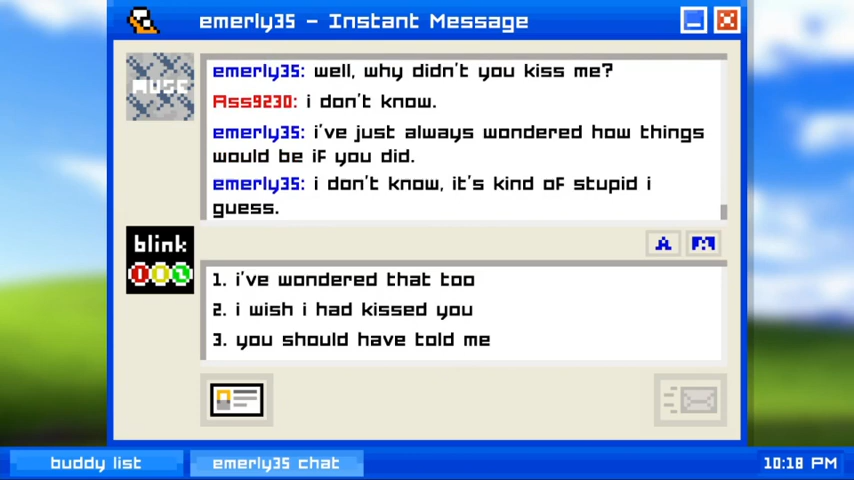 emerly35 - Instant Message
MUSE
emerly35: well, why didn't you kiss me?
Ass9230: i don't know.
emerly35: i've just always wondered how things
would be if you did.
emerly35: i don't know, it's kind of stupid i
guess.
blink
182
A
1. i've wondered that too
2. i wish i had kissed you
3. you should have told me
buddy list
emerly35 chat
10:18 PM